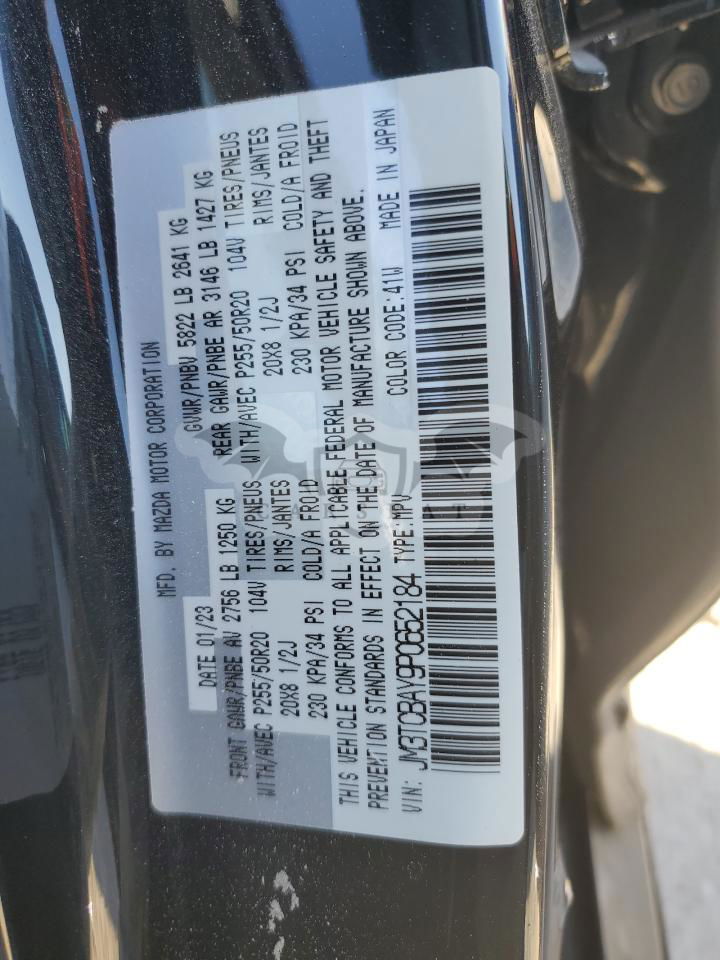 MFD. BY MAZDA MOTOR CORPORATION
DATE 01/23 GVWR/PNBV 5822 LB 2641 KG
FRONT GAWR/PNBE AV 2756 LB 1250 KG REAR GAWR/PNBE AR 3146 LB 1427 KG
WITH/AVEC P255/50R20 104V TIRES/PNEUS WITH/AVEC P255/50R20 104V TIRES/PNEUS
20X8 1/2J RIMS/JANTES 20X8 1/2J RIMS/JANTES
230 KPA/34 PSI COLD/A FROID 230 KPA/34 PSI COLD/A FROID
THIS VEHICLE CONFORMS TO ALL APPLICABLE FEDERAL MOTOR VEHICLE SAFETY AND THEFT
PREVENTION STANDARDS IN EFFECT ON THE DATE OF MANUFACTURE SHOWN ABOVE.
VIN: JM3TCBAY9P0652184 TYPE:MPV COLOR CODE:41W MADE IN JAPAN